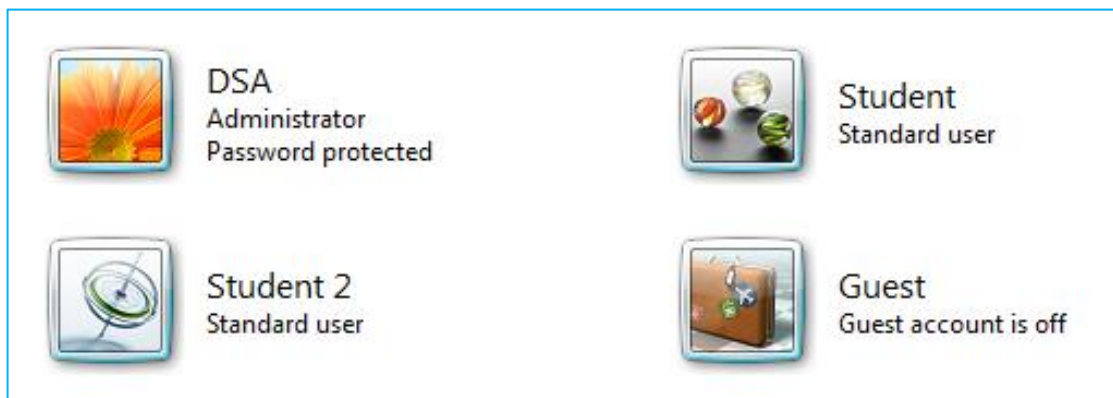 DSA
Administrator
Password protected
Student
Standard user
Student 2
Standard user
Guest
Guest account is off